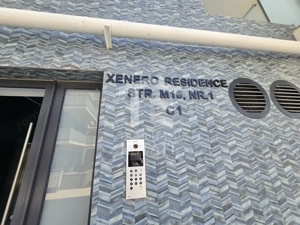 XENERO RESIDENCE
STR. M16, NR.1
C1